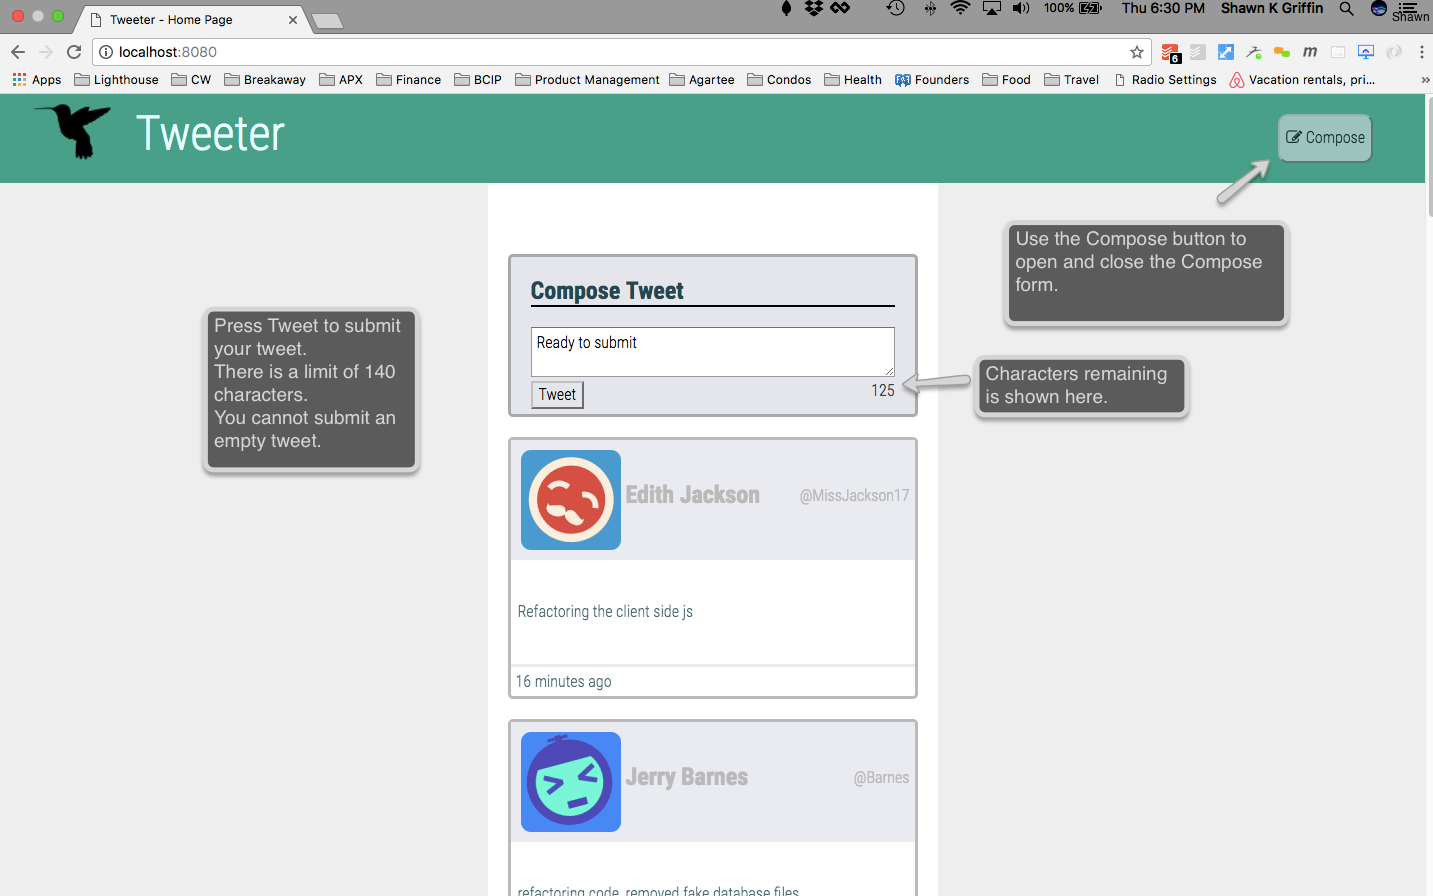 Tweeter - Home Page
100%
Thu 6:30 PM
Shawn K Griffin
Shawn
localhost:8080
6
m
Apps
Lighthouse
CW
Breakaway
APX
Finance
BCIP
Product Management
Agartee
Condos
Health
Founders
Food
Travel
Radio Settings
Vacation rentals, pri...
»
Tweeter
Compose
Use the Compose button to
open and close the Compose
form.
Compose Tweet
Ready to submit
Tweet
125
Press Tweet to submit
your tweet.
There is a limit of 140
characters.
You cannot submit an
empty tweet.
Characters remaining
is shown here.
Edith Jackson
@MissJackson17
Refactoring the client side js
16 minutes ago
Jerry Barnes
@Barnes
refactoring code, removed fake database files